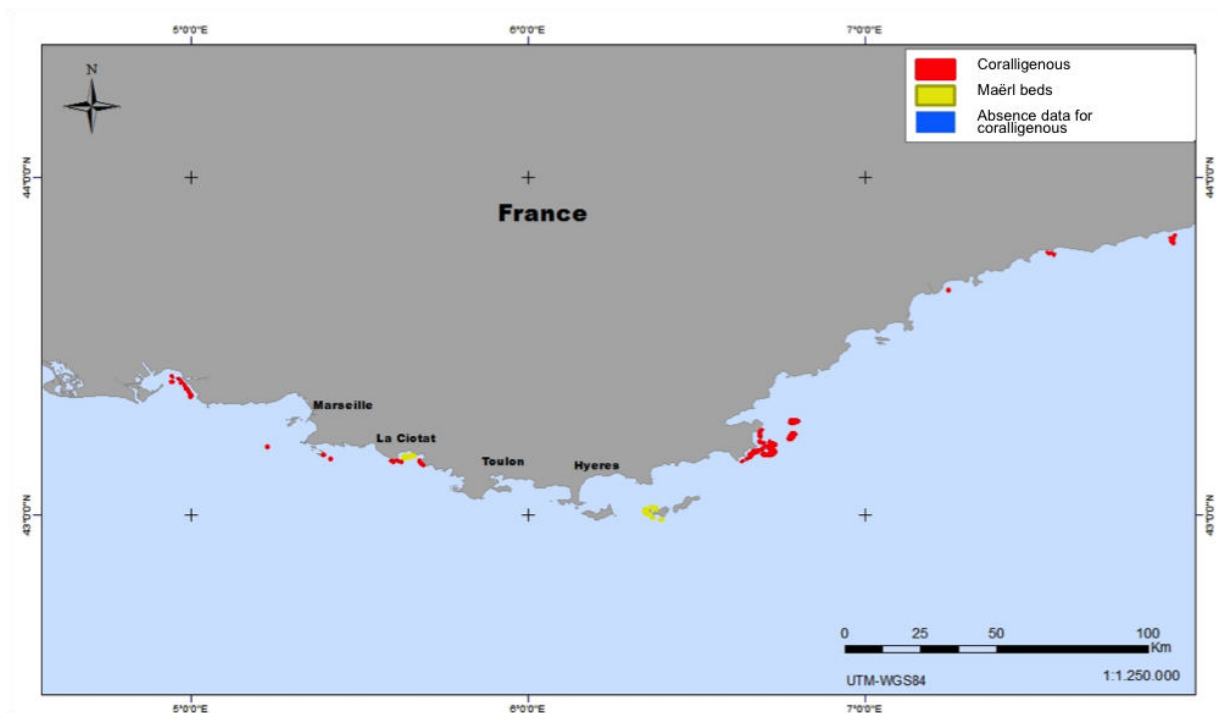 5°0'0"E 6°0'0"E 7°0'0"E
N
Coralligenous
Maërl beds
Absence data for
coralligenous
44°0'0"N 44°0'0"N
France
Marseille
La Ciotat
Toulon
Hyeres
43°0'0"N 43°0'0"N
0 25 50 100
Km
UTM-WGS84 1:1.250.000
5°0'0"E 6°0'0"E 7°0'0"E